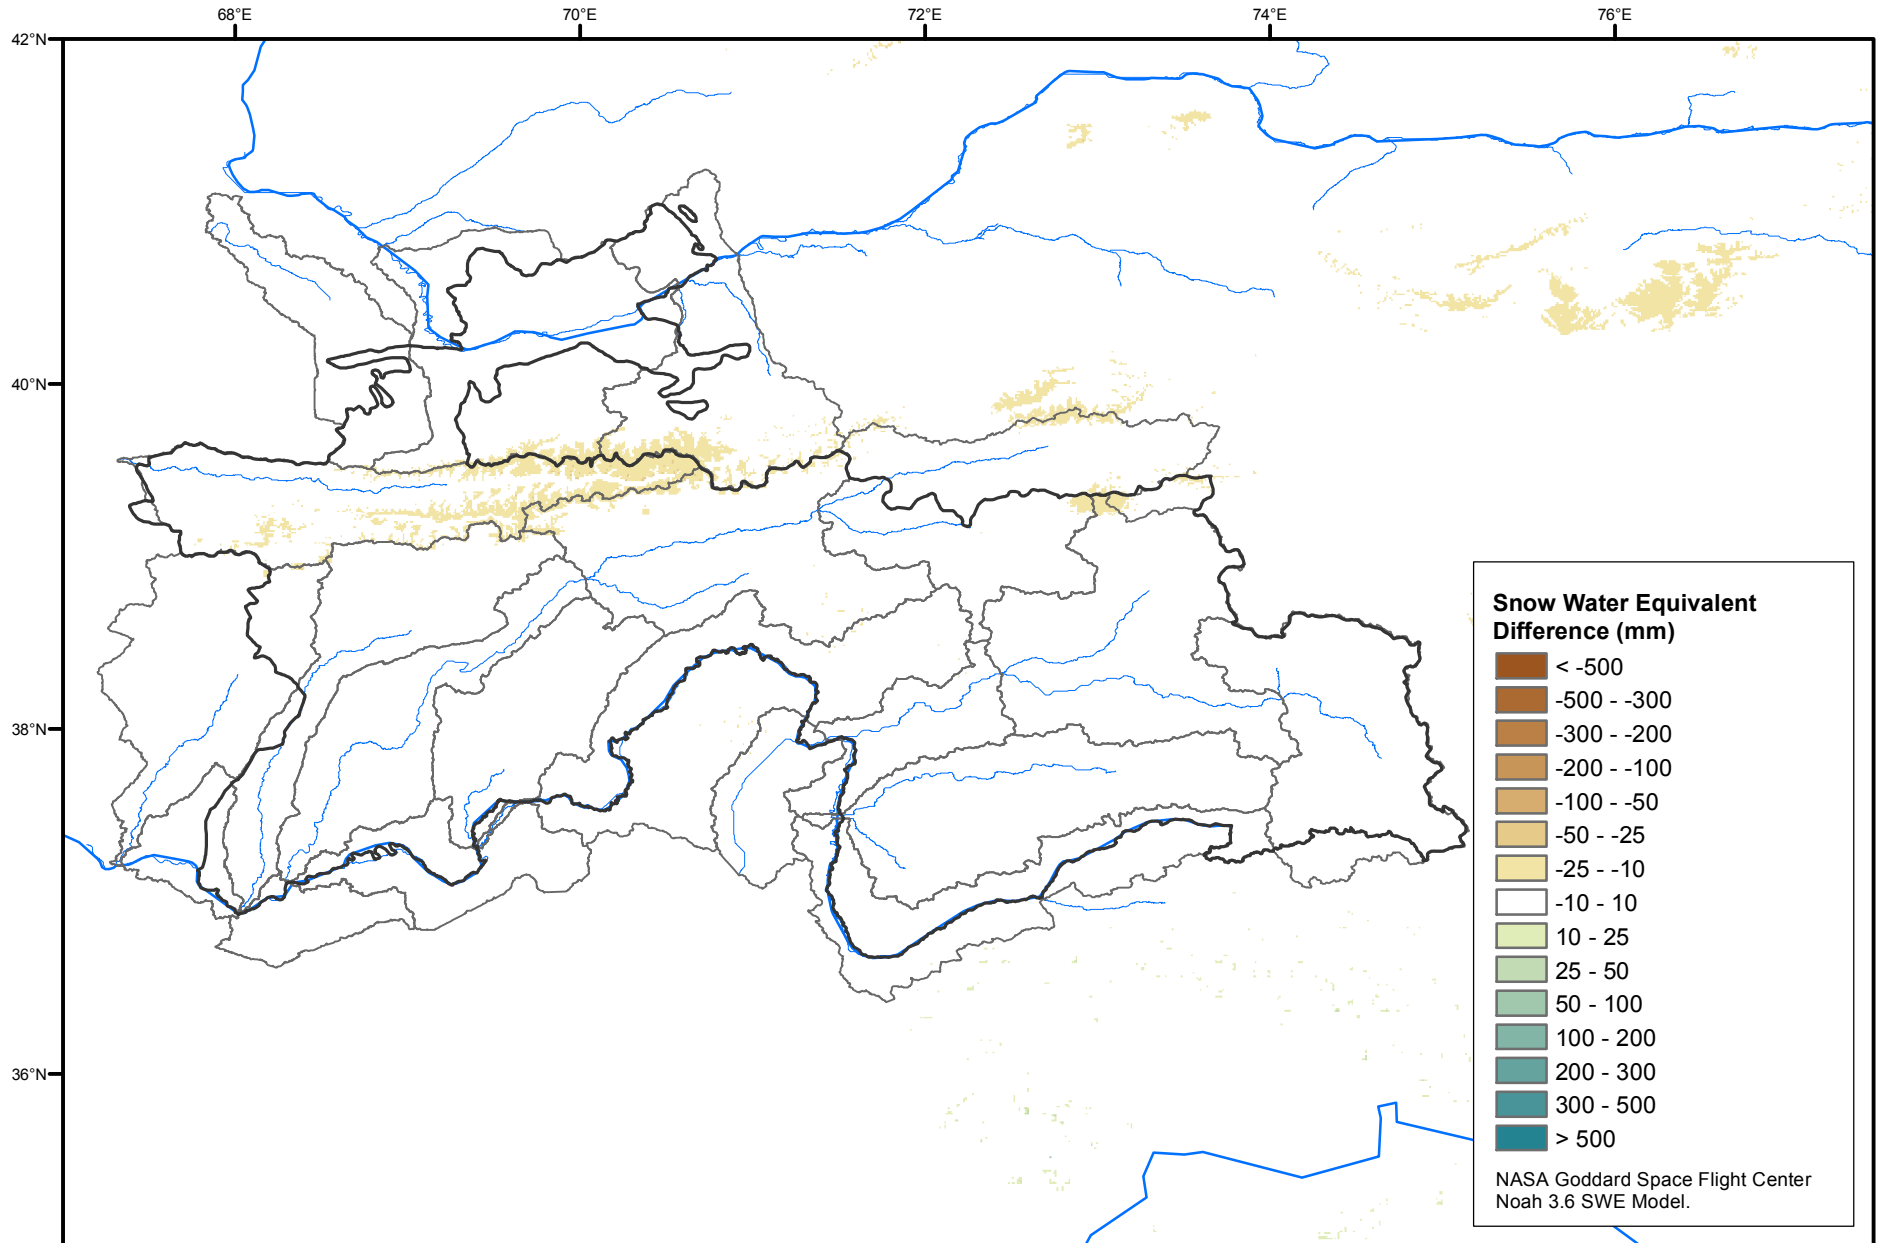 68°E
70°E
72°E
74°E
76°E
42°N
40°N
38°N
36°N
Snow Water Equivalent
Difference (mm)
< -500
-500 - -300
-300 - -200
-200 - -100
-100 - -50
-50 - -25
-25 - -10
-10 - 10
10 - 25
25 - 50
50 - 100
100 - 200
200 - 300
300 - 500
> 500
NASA Goddard Space Flight Center
Noah 3.6 SWE Model.